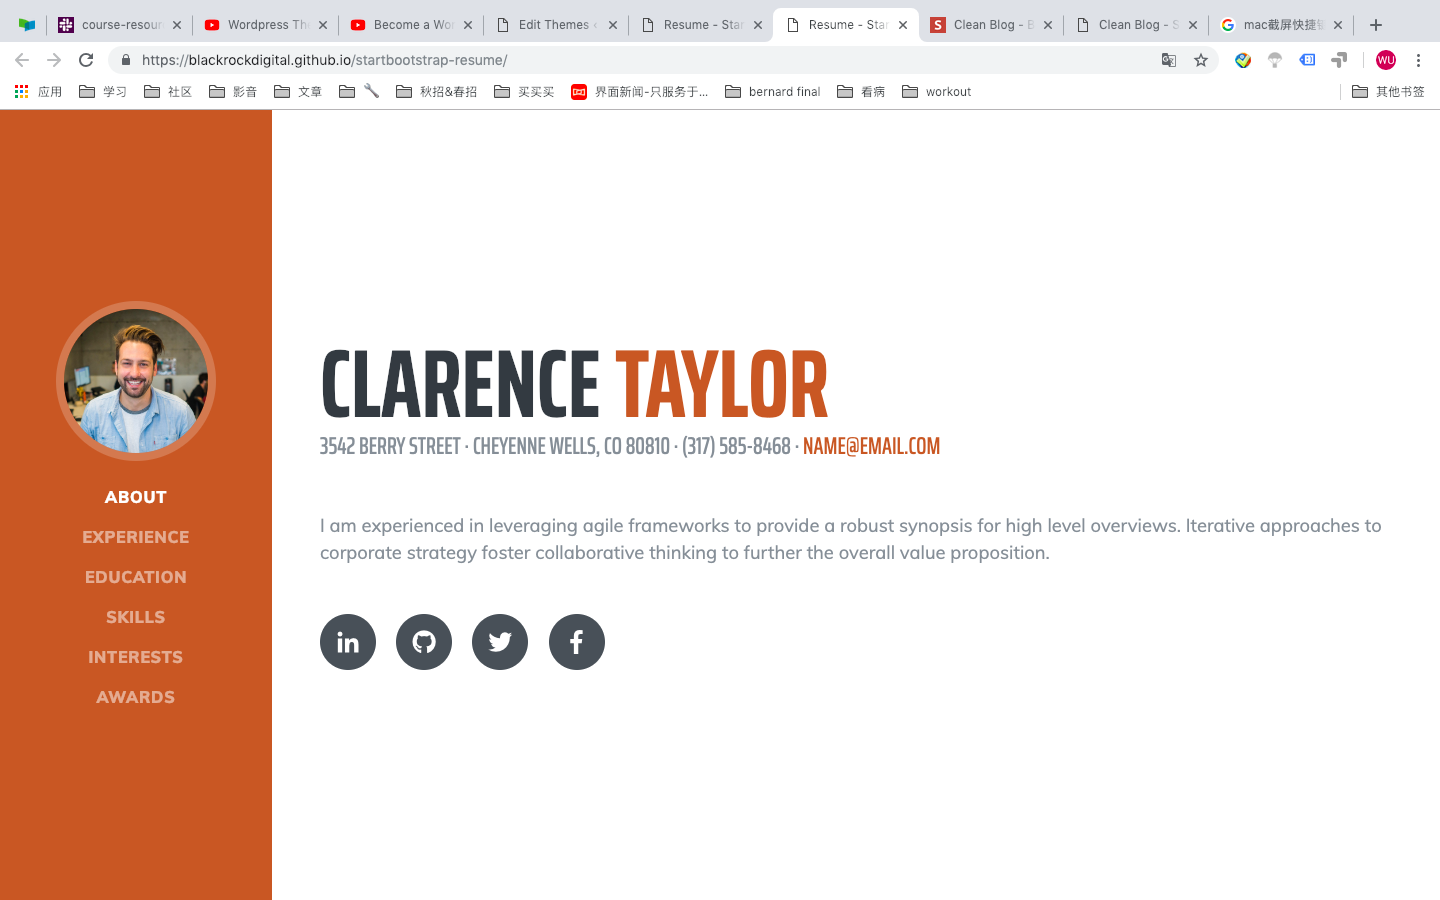 course-resour
Wordpress Th
Become a Wor
Edit Themes
Resume - Star
Resume - Star
Clean Blog - B
Clean Blog - S
mac截屏快捷
https://blackrockdigital.github.io/startbootstrap-resume/
WU
应用 学习 社区 影音 文章 秋招&春招 买买买 界面新闻-只服务于... bernard final 看病 workout 其他书签
CLARENCE TAYLOR
3542 BERRY STREET · CHEYENNE WELLS, CO 80810 · (317) 585-8468 · NAME@EMAIL.COM
ABOUT
EXPERIENCE
EDUCATION
SKILLS
INTERESTS
AWARDS
I am experienced in leveraging agile frameworks to provide a robust synopsis for high level overviews. Iterative approaches to
corporate strategy foster collaborative thinking to further the overall value proposition.